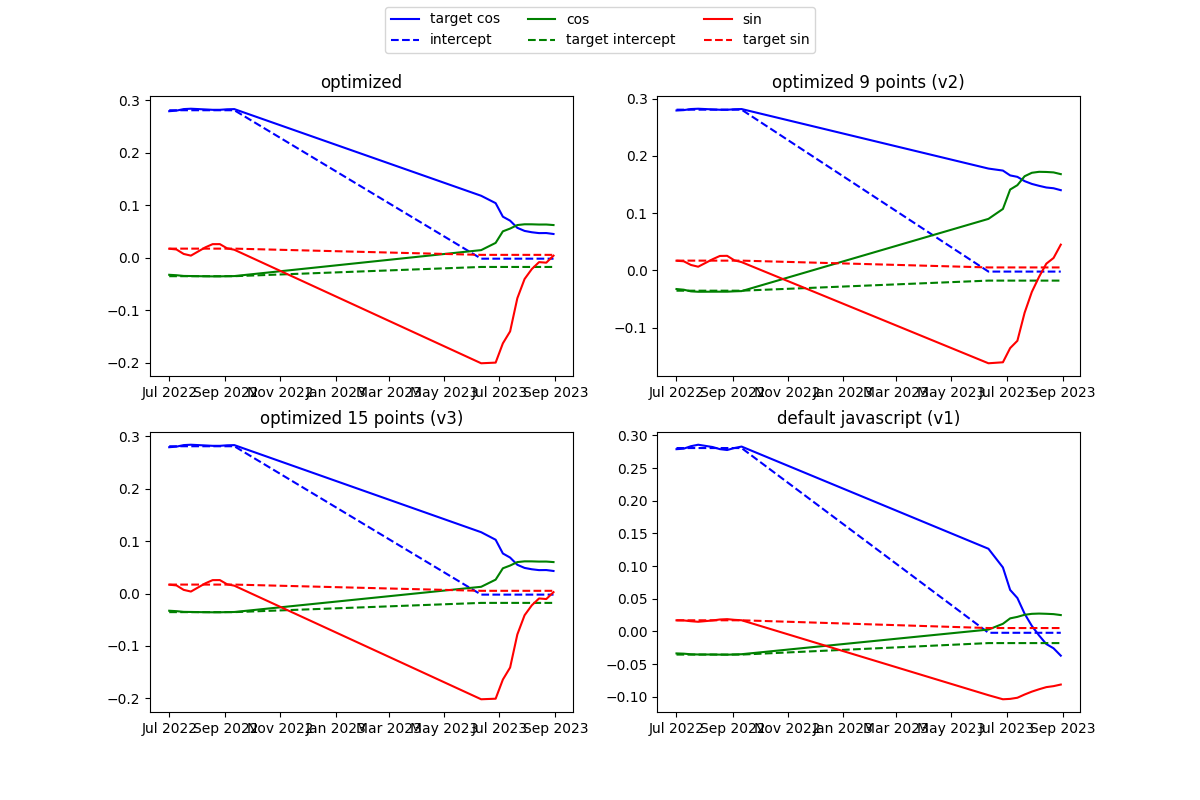 target cos cos sin
intercept target intercept target sin
optimized
0.3
0.2
0.1
0.0
−0.1
−0.2
Jul 2022 Sep 2022 Nov 2022 Jan 2023 Mar 2023 May 2023 Jul 2023 Sep 2023
optimized 9 points (v2)
0.3
0.2
0.1
0.0
−0.1
Jul 2022 Sep 2022 Nov 2022 Jan 2023 Mar 2023 May 2023 Jul 2023 Sep 2023
optimized 15 points (v3)
0.3
0.2
0.1
0.0
−0.1
−0.2
Jul 2022 Sep 2022 Nov 2022 Jan 2023 Mar 2023 May 2023 Jul 2023 Sep 2023
default javascript (v1)
0.30
0.25
0.20
0.15
0.10
0.05
0.00
−0.05
−0.10
Jul 2022 Sep 2022 Nov 2022 Jan 2023 Mar 2023 May 2023 Jul 2023 Sep 2023